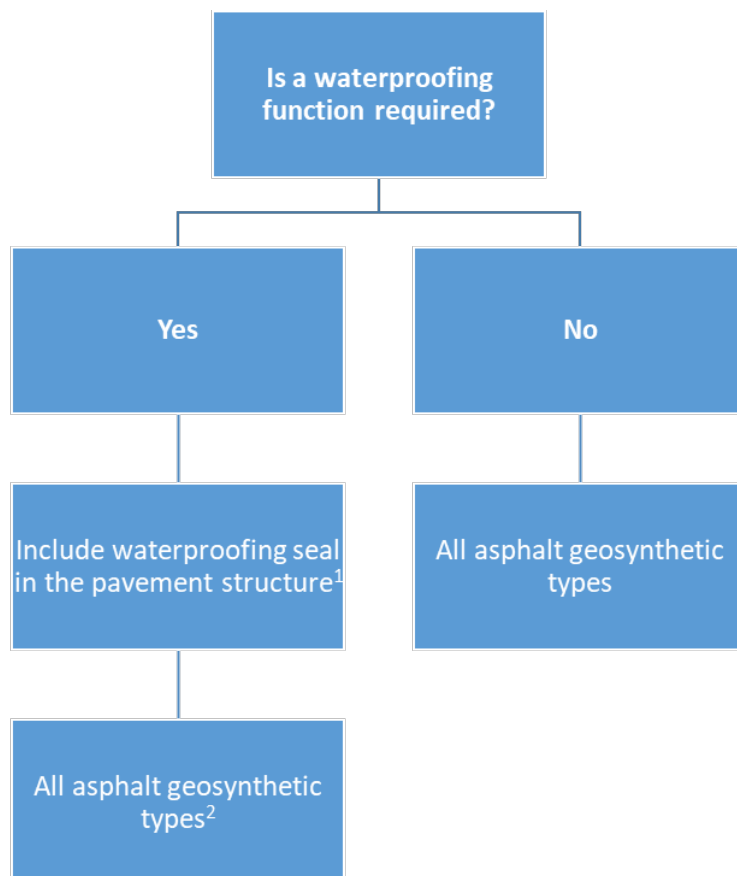 Is a waterproofing
function required?
Yes
No
Include waterproofing seal
in the pavement structure¹
All asphalt geosynthetic
types
All asphalt geosynthetic
types²